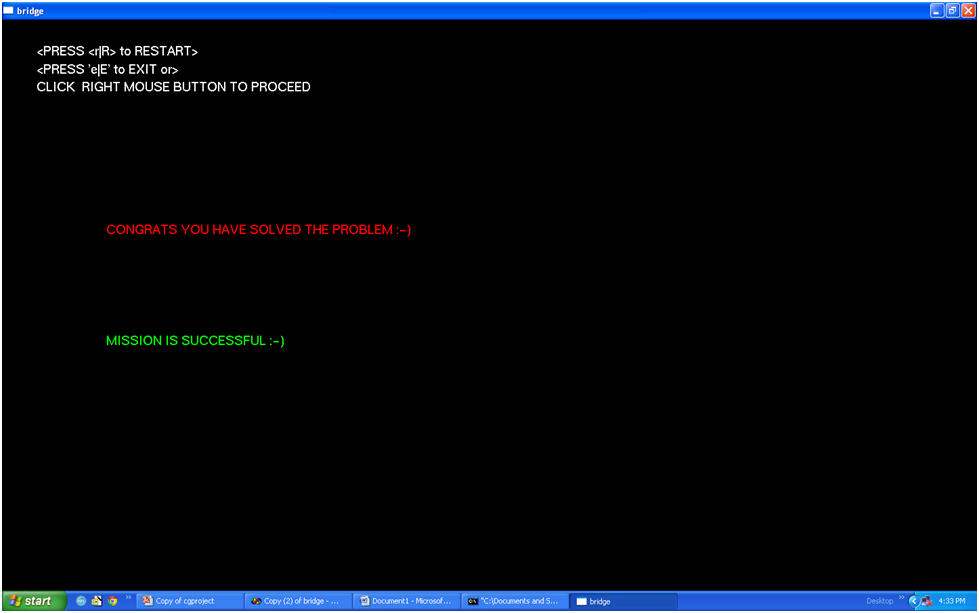 bridge
<PRESS <r|R> to RESTART>
<PRESS 'e|E' to EXIT or>
CLICK  RIGHT MOUSE BUTTON TO PROCEED
CONGRATS YOU HAVE SOLVED THE PROBLEM :-)
MISSION IS SUCCESSFUL :-)
start
Copy of cgproject
Copy (2) of bridge - ...
Document1 - Microsof...
"C:\Documents and S...
bridge
Desktop
4:33 PM